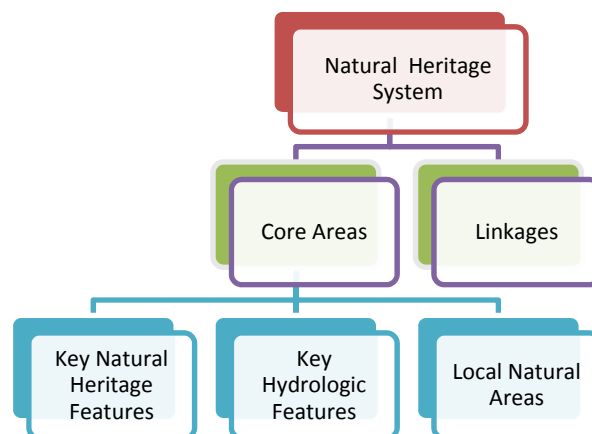 Natural Heritage
System
Core Areas
Linkages
Key Natural
Heritage
Features
Key
Hydrologic
Features
Local Natural
Areas